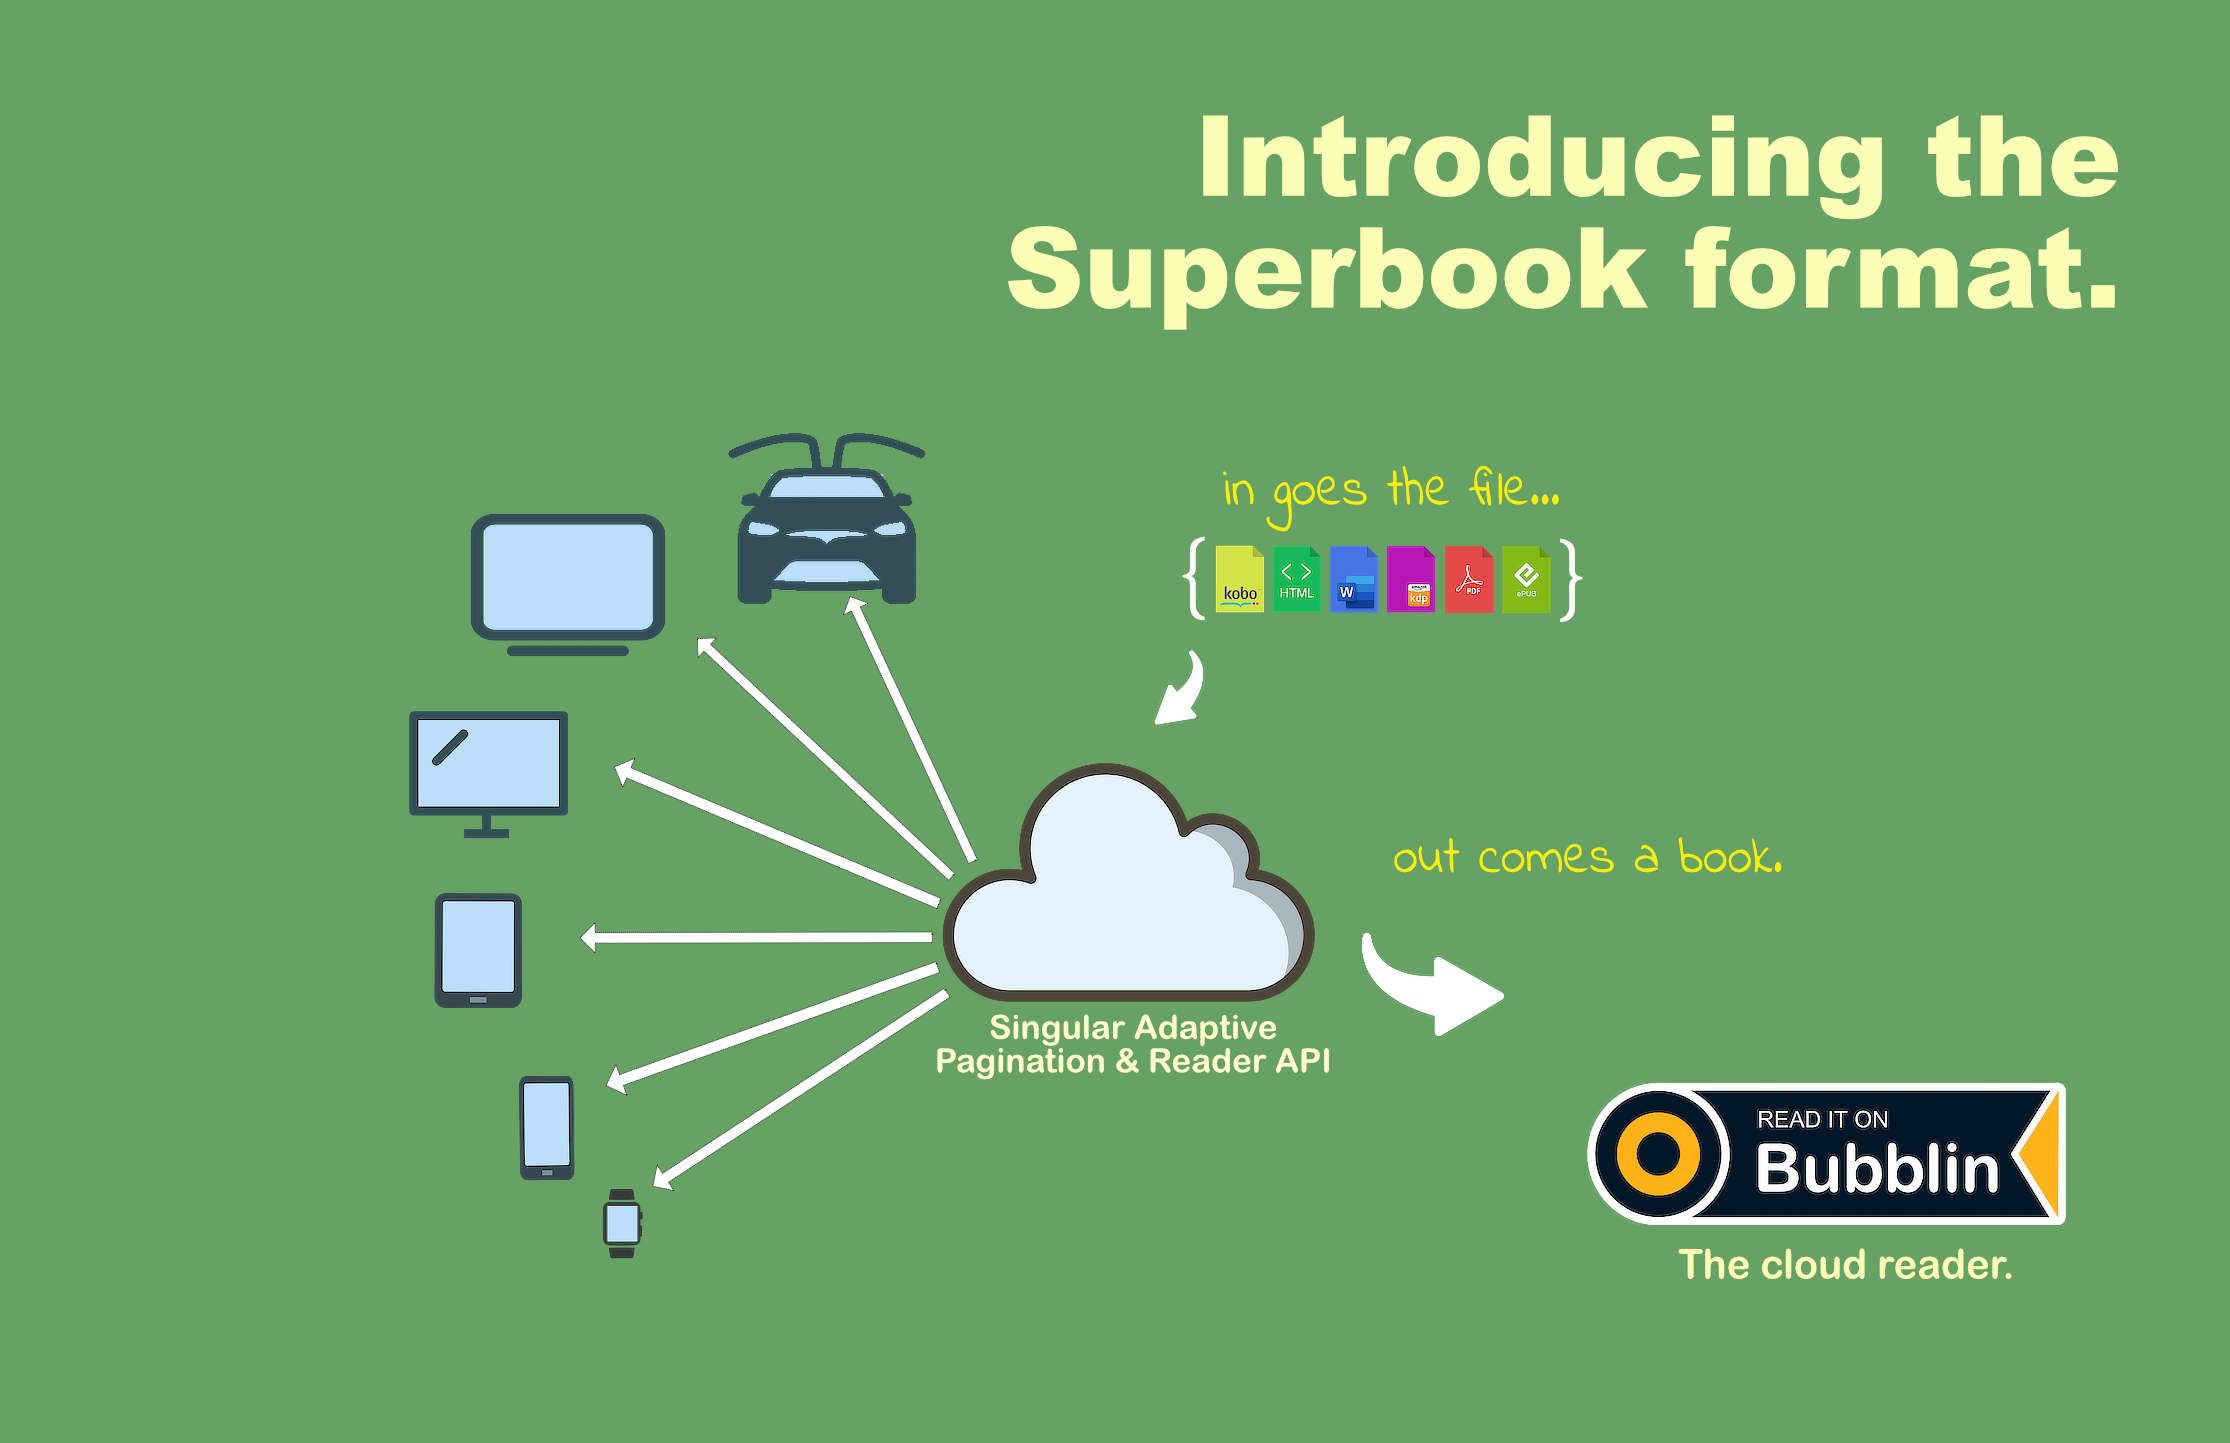 Introducing the
Superbook format.
in goes the file...
{ }
kobo
< >
HTML
W
amazon
kdp
PDF
ePUB
out comes a book.
Singular Adaptive
Pagination & Reader API
READ IT ON
Bubblin
The cloud reader.